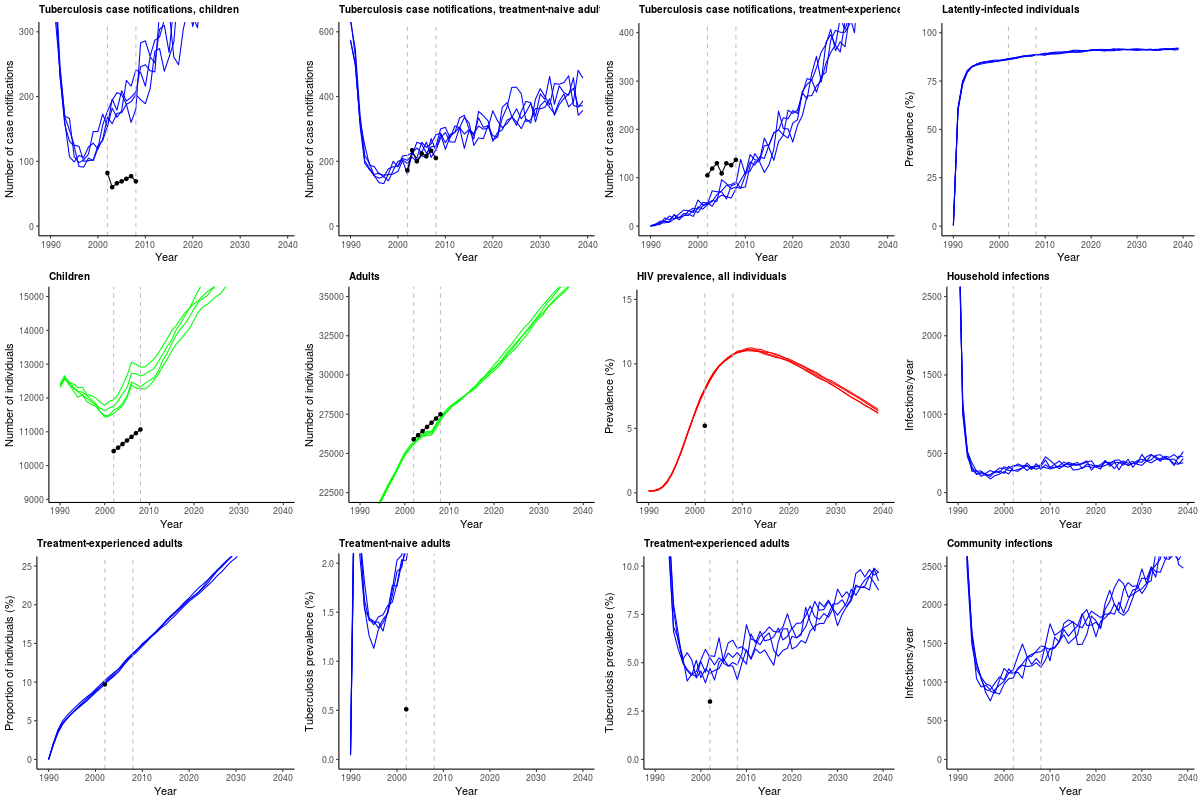 Tuberculosis case notifications, children
Number of case notifications
300
200
100
0
1990 2000 2010 2020 2030 2040
Year
Tuberculosis case notifications, treatment-naive adult
Number of case notifications
600
400
200
0
1990 2000 2010 2020 2030 2040
Year
Tuberculosis case notifications, treatment-experience
Number of case notifications
400
300
200
100
0
1990 2000 2010 2020 2030 2040
Year
Latently-infected individuals
Prevalence (%)
100
75
50
25
0
1990 2000 2010 2020 2030 2040
Year
Children
Number of individuals
15000
14000
13000
12000
11000
10000
9000
1990 2000 2010 2020 2030 2040
Year
Adults
Number of individuals
35000
32500
30000
27500
25000
22500
1990 2000 2010 2020 2030 2040
Year
HIV prevalence, all individuals
Prevalence (%)
15
10
5
0
1990 2000 2010 2020 2030 2040
Year
Household infections
Infections/year
2500
2000
1500
1000
500
0
1990 2000 2010 2020 2030 2040
Year
Treatment-experienced adults
Proportion of individuals (%)
25
20
15
10
5
0
1990 2000 2010 2020 2030 2040
Year
Treatment-naive adults
Tuberculosis prevalence (%)
2.0
1.5
1.0
0.5
0.0
1990 2000 2010 2020 2030 2040
Year
Treatment-experienced adults
Tuberculosis prevalence (%)
10.0
7.5
5.0
2.5
0.0
1990 2000 2010 2020 2030 2040
Year
Community infections
Infections/year
2500
2000
1500
1000
500
0
1990 2000 2010 2020 2030 2040
Year